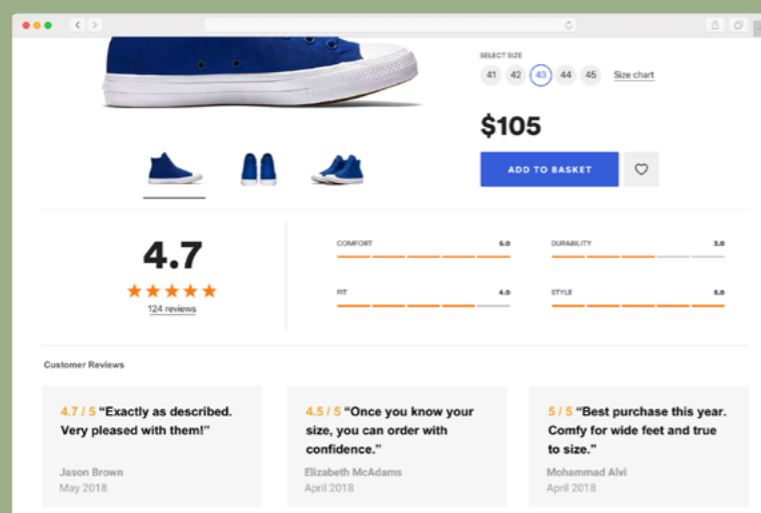 SELECT SIZE
41 42 43 44 45 Size chart
$105
ADD TO BASKET
4.7
124 reviews
COMFORT 5.0
DURABILITY 3.0
FIT 4.0
STYLE 5.0
Customer Reviews
4.7 / 5 “Exactly as described.
Very pleased with them!”
Jason Brown
May 2018
4.5 / 5 “Once you know your
size, you can order with
confidence.”
Elizabeth McAdams
April 2018
5 / 5 “Best purchase this year.
Comfy for wide feet and true
to size.”
Mohammad Alvi
April 2018